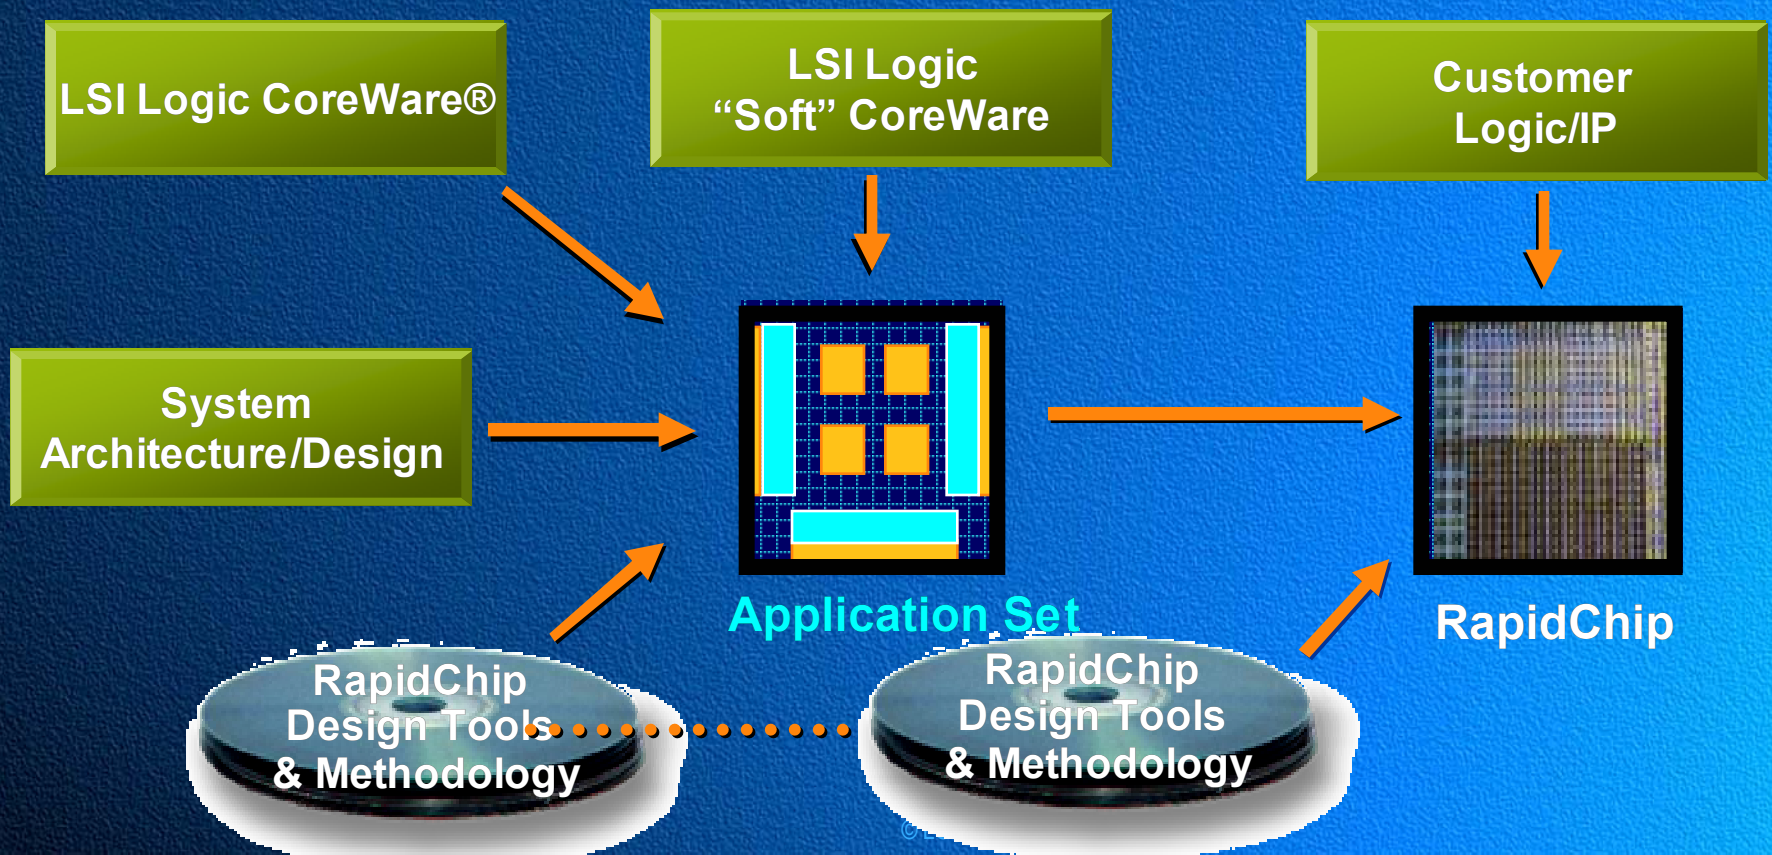 LSI Logic CoreWare®
LSI Logic
“Soft” CoreWare
Customer
Logic/IP
System
Architecture/Design
Application Set
RapidChip
RapidChip
Design Tools
& Methodology
RapidChip
Design Tools
& Methodology
©